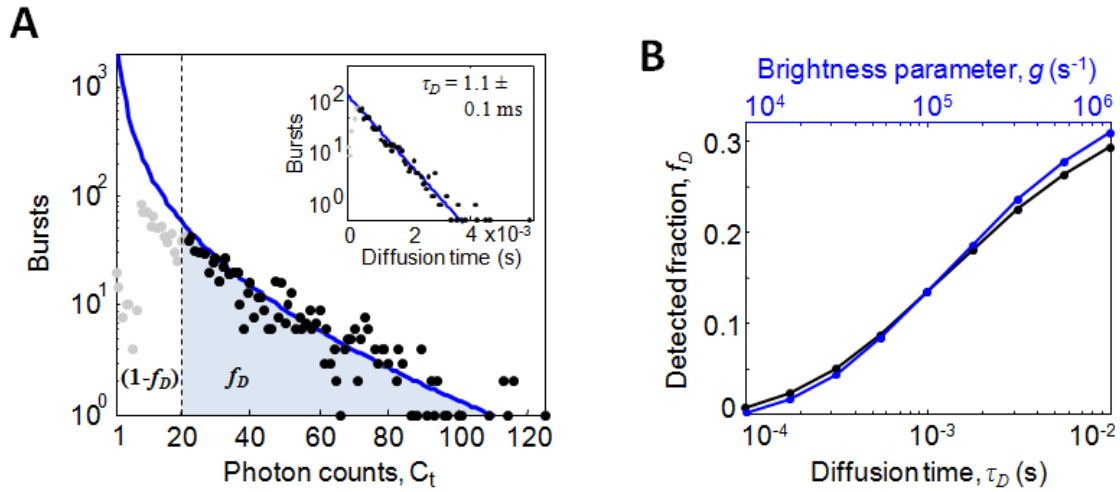 A
Bursts
10³
10²
10¹
10⁰
(1-f_D)
f_D
1 20 40 60 80 100 120
Photon counts, C_t
τ_D = 1.1 ±
0.1 ms
Bursts
10²
10¹
10⁰
0 2 4 x10⁻³
Diffusion time (s)
B
Brightness parameter, g (s⁻¹)
10⁴ 10⁵ 10⁶
Detected fraction, f_D
0.3
0.2
0.1
0
10⁻⁴ 10⁻³ 10⁻²
Diffusion time, τ_D (s)